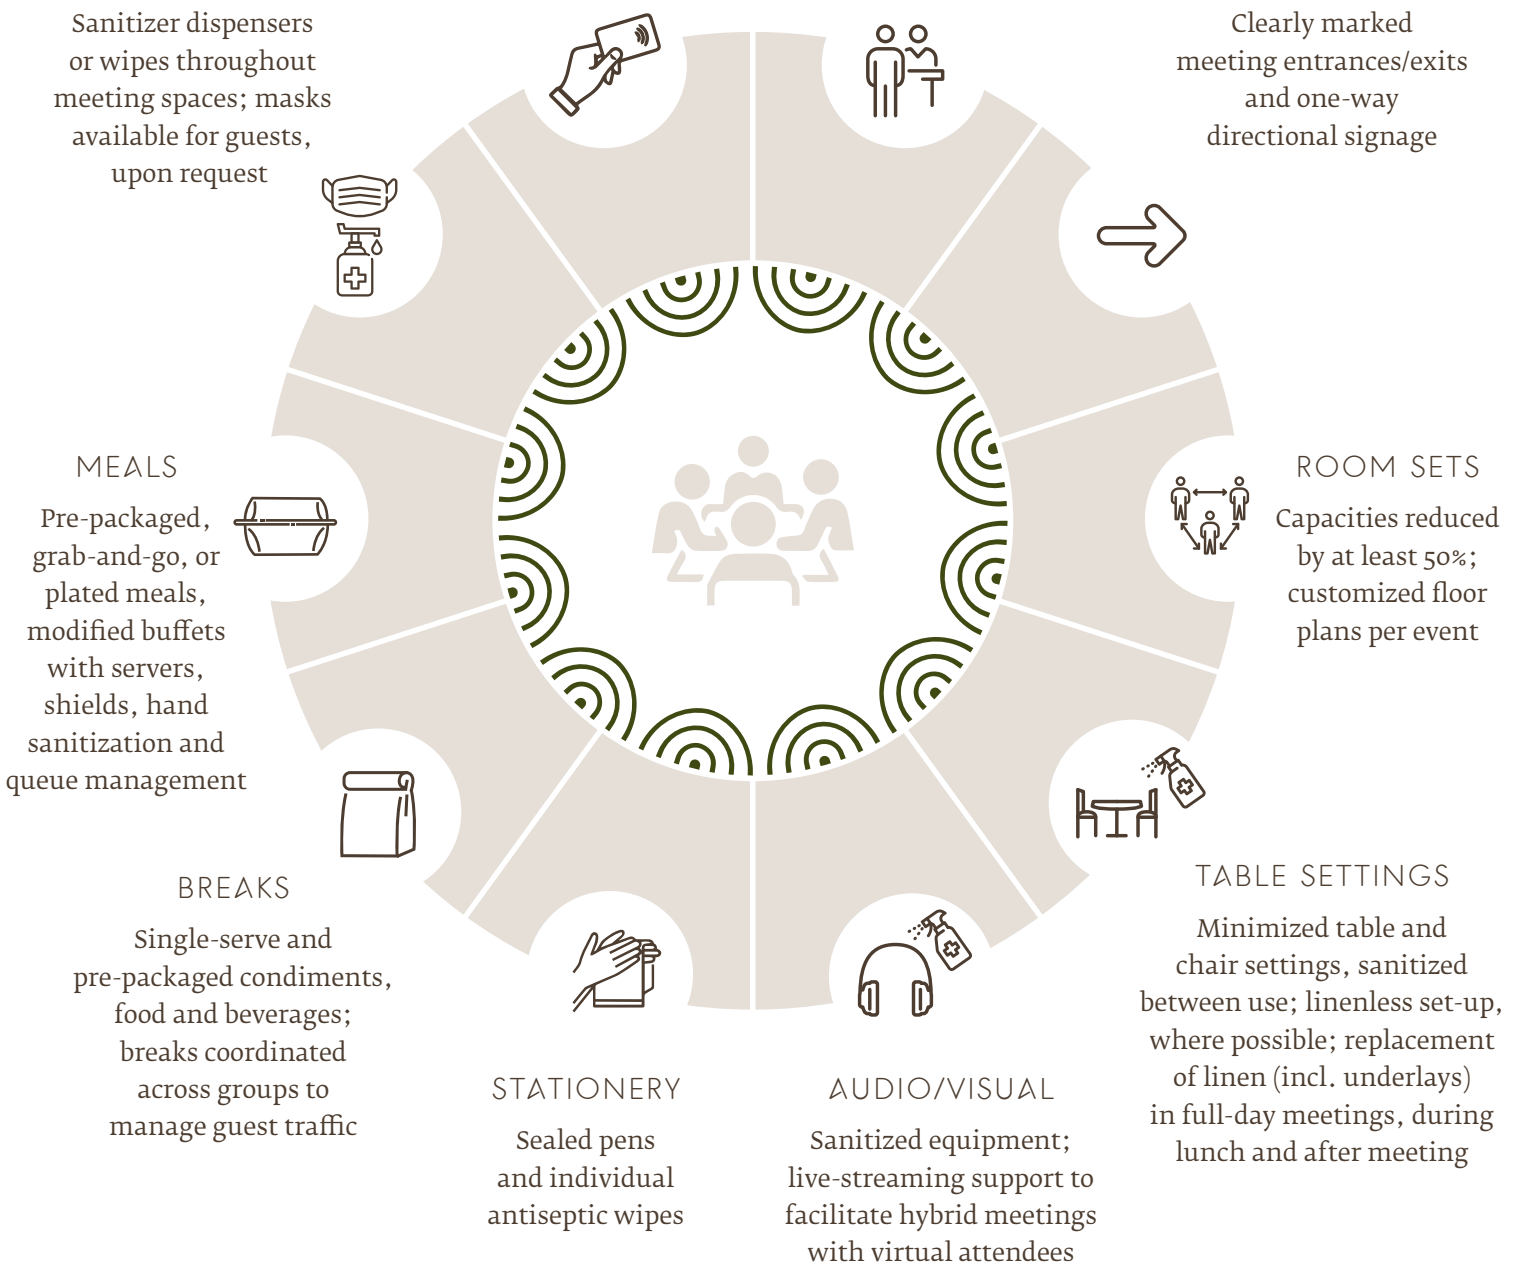 Sanitizer dispensers
or wipes throughout
meeting spaces; masks
available for guests,
upon request
Clearly marked
meeting entrances/exits
and one-way
directional signage
MEALS
Pre-packaged,
grab-and-go, or
plated meals,
modified buffets
with servers,
shields, hand
sanitization and
queue management
ROOM SETS
Capacities reduced
by at least 50%;
customized floor
plans per event
BREAKS
Single-serve and
pre-packaged condiments,
food and beverages;
breaks coordinated
across groups to
manage guest traffic
TABLE SETTINGS
Minimized table and
chair settings, sanitized
between use; linenless set-up,
where possible; replacement
of linen (incl. underlays)
in full-day meetings, during
lunch and after meeting
STATIONERY
Sealed pens
and individual
antiseptic wipes
AUDIO/VISUAL
Sanitized equipment;
live-streaming support to
facilitate hybrid meetings
with virtual attendees